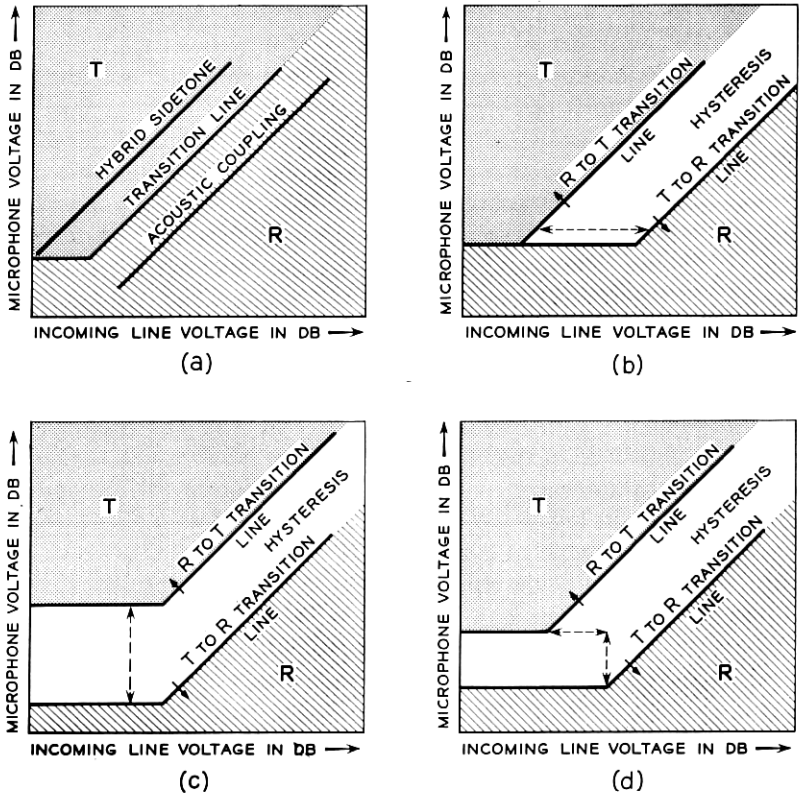 MICROPHONE VOLTAGE IN DB
T
HYBRID SIDETONE
TRANSITION LINE
ACOUSTIC COUPLING
R
INCOMING LINE VOLTAGE IN DB
(a)
MICROPHONE VOLTAGE IN DB
T
R TO T TRANSITION
LINE
HYSTERESIS
T TO R TRANSITION
LINE
R
INCOMING LINE VOLTAGE IN DB
(b)
MICROPHONE VOLTAGE IN DB
T
R TO T TRANSITION
LINE
HYSTERESIS
T TO R TRANSITION
LINE
R
INCOMING LINE VOLTAGE IN DB
(c)
MICROPHONE VOLTAGE IN DB
T
R TO T TRANSITION
LINE
HYSTERESIS
T TO R TRANSITION
LINE
R
INCOMING LINE VOLTAGE IN DB
(d)